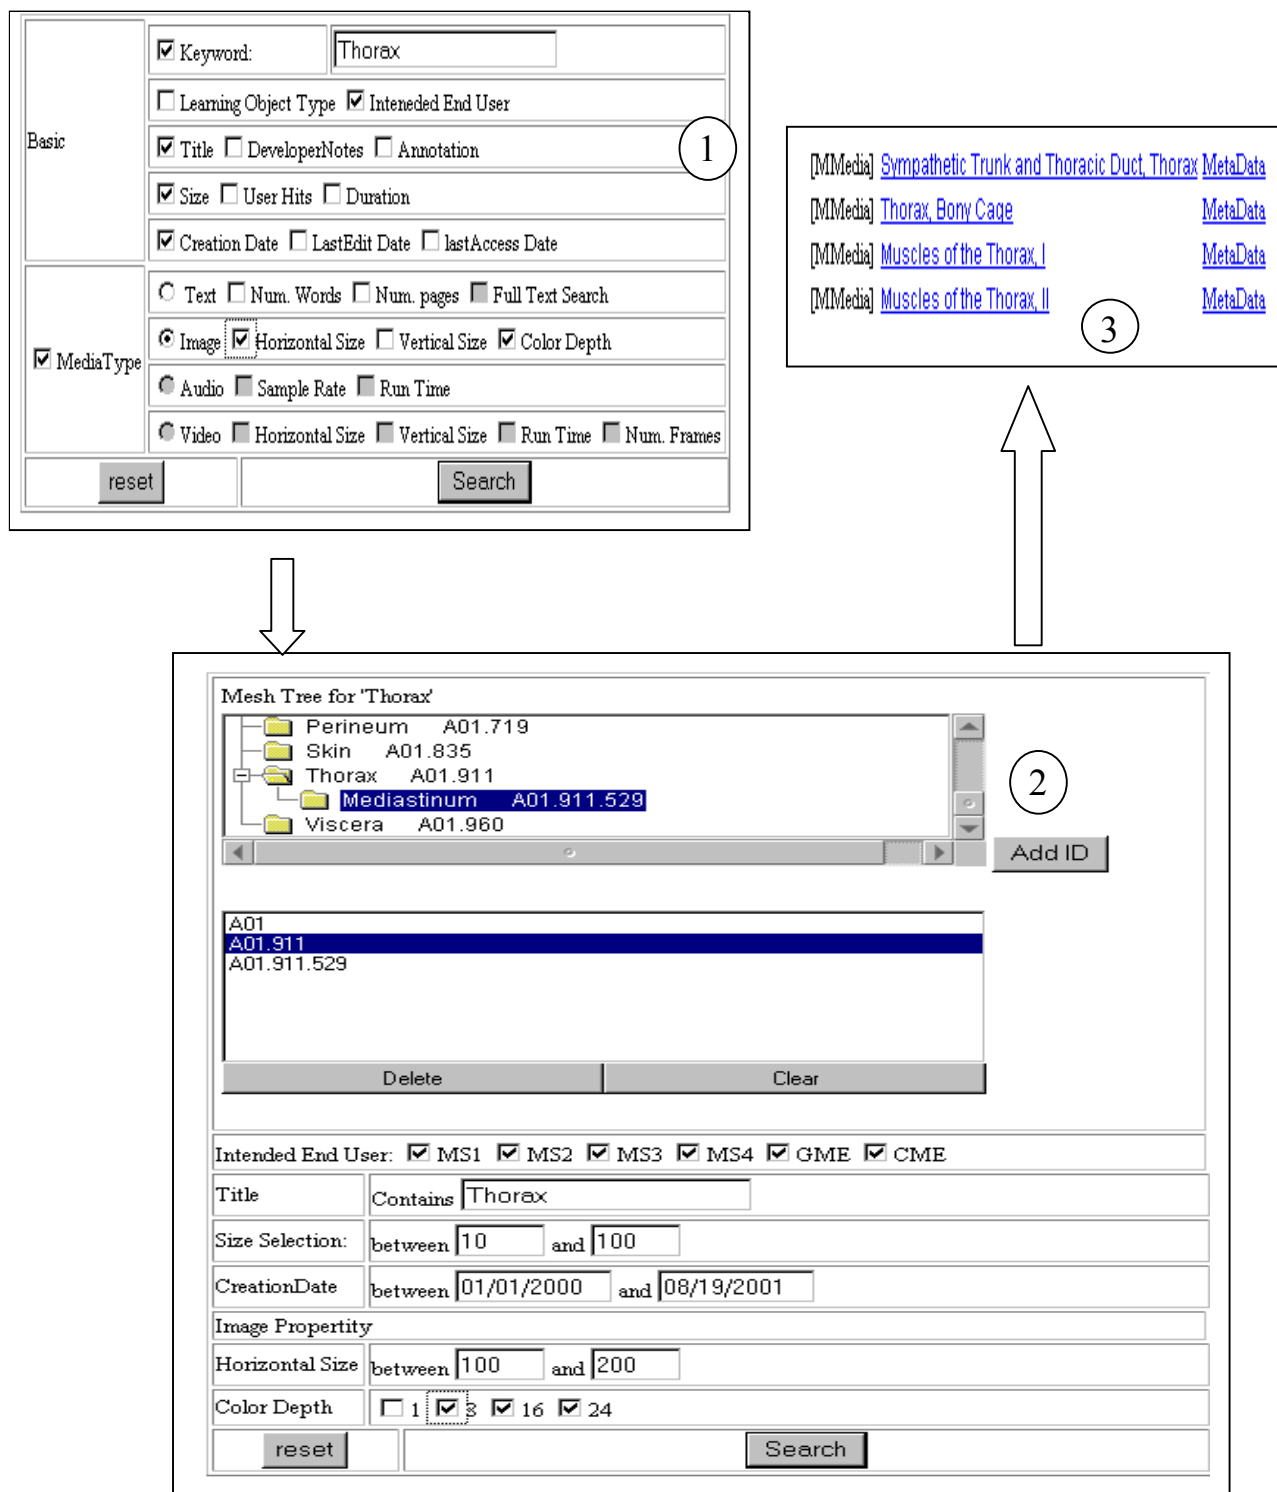 Keyword: Thorax
Learning Object Type Inteneded End User
Basic
Title DeveloperNotes Annotation
1
Size User Hits Duration
Creation Date LastEdit Date lastAccess Date
Text Num. Words Num. pages Full Text Search
Image Horizontal Size Vertical Size Color Depth
MediaType
Audio Sample Rate Run Time
Video Horizontal Size Vertical Size Run Time Num. Frames
reset Search
Mesh Tree for 'Thorax'
Perineum A01.719
Skin A01.835
Thorax A01.911
Mediastinum A01.911.529
Viscera A01.960
2
Add ID
A01
A01.911
A01.911.529
Delete Clear
Intended End User: MS1 MS2 MS3 MS4 GME CME
Title Contains Thorax
Size Selection: between 10 and 100
CreationDate between 01/01/2000 and 08/19/2001
Image Propertity
Horizontal Size between 100 and 200
Color Depth 1 8 16 24
reset Search
[MMedia] Sympathetic Trunk and Thoracic Duct, Thorax MetaData
[MMedia] Thorax, Bony Cage MetaData
[MMedia] Muscles of the Thorax, I MetaData
[MMedia] Muscles of the Thorax, II MetaData
3